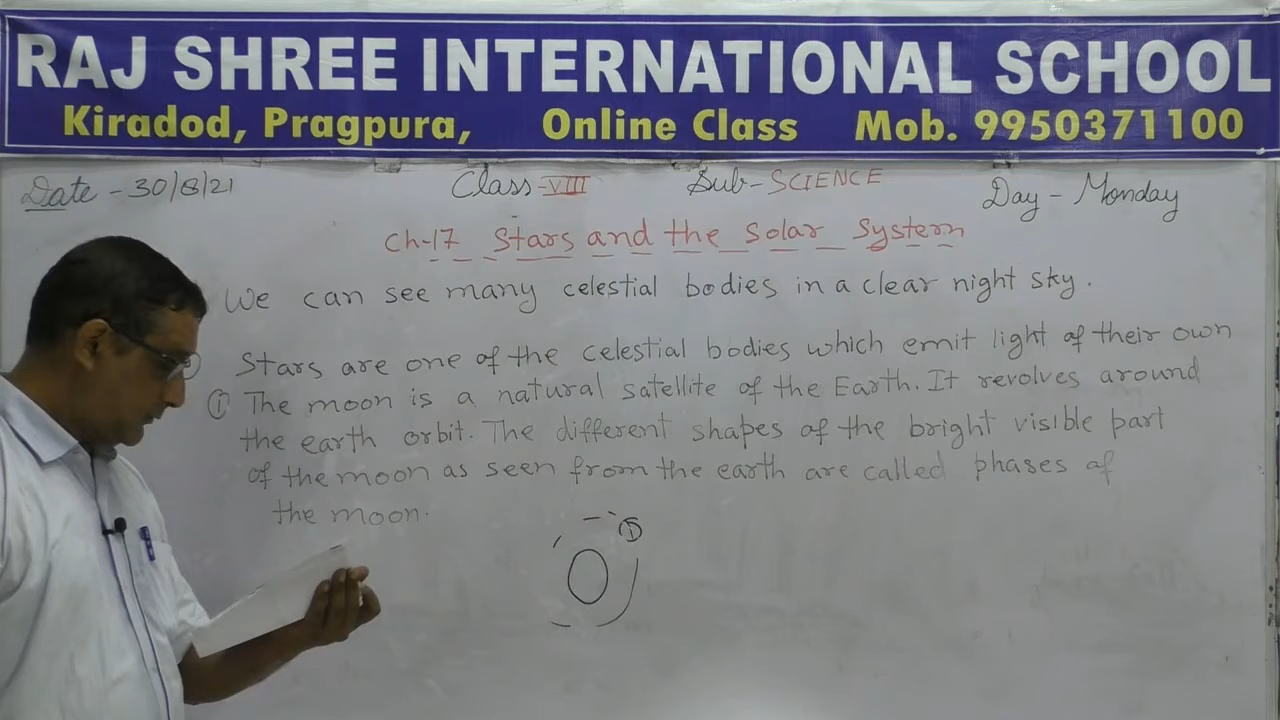 RAJ SHREE INTERNATIONAL SCHOOL
Kiradod, Pragpura, Online Class Mob. 9950371100
Date - 30/8/21 Class-VIII Sub-SCIENCE Day - Monday
Ch-17 Stars and the Solar System
We can see many celestial bodies in a clear night sky.
Stars are one of the celestial bodies which emit light of their own
① The moon is a natural satellite of the Earth. It revolves around
the earth orbit. The different shapes of the bright visible part
of the moon as seen from the earth are called phases of
the moon.